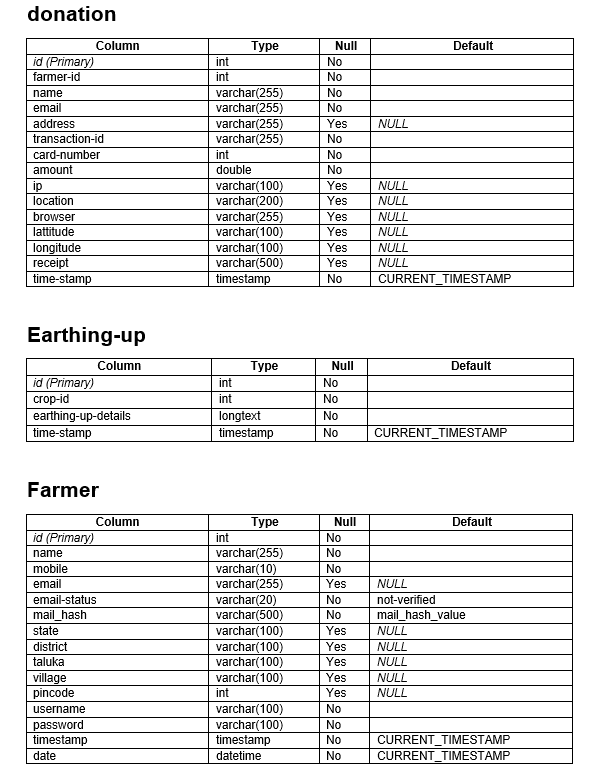 donation
Column Type Null Default
id (Primary) int No
farmer-id int No
name varchar(255) No
email varchar(255) No
address varchar(255) Yes NULL
transaction-id varchar(255) No
card-number int No
amount double No
ip varchar(100) Yes NULL
location varchar(200) Yes NULL
browser varchar(255) Yes NULL
lattitude varchar(100) Yes NULL
longitude varchar(100) Yes NULL
receipt varchar(500) Yes NULL
time-stamp timestamp No CURRENT_TIMESTAMP
Earthing-up
Column Type Null Default
id (Primary) int No
crop-id int No
earthing-up-details longtext No
time-stamp timestamp No CURRENT_TIMESTAMP
Farmer
Column Type Null Default
id (Primary) int No
name varchar(255) No
mobile varchar(10) No
email varchar(255) Yes NULL
email-status varchar(20) No not-verified
mail_hash varchar(500) No mail_hash_value
state varchar(100) Yes NULL
district varchar(100) Yes NULL
taluka varchar(100) Yes NULL
village varchar(100) Yes NULL
pincode int Yes NULL
username varchar(100) No
password varchar(100) No
timestamp timestamp No CURRENT_TIMESTAMP
date datetime No CURRENT_TIMESTAMP